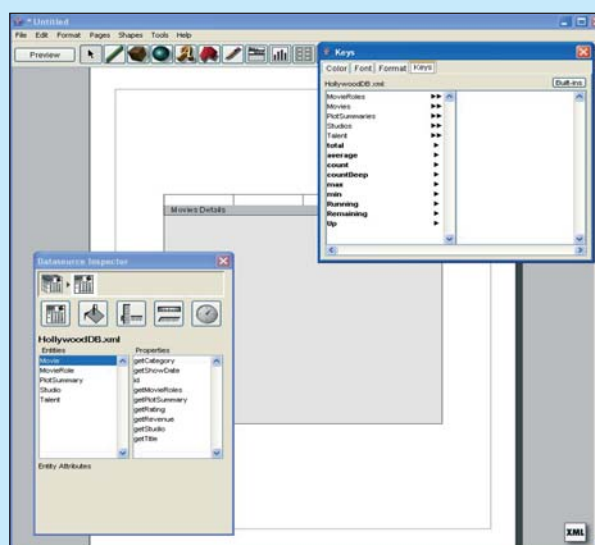 *Untitled
File Edit Format Pages Shapes Tools Help
Preview
Keys
Color Font Format Keys
HollywoodDB.xml: Built-ins
MovieRoles
Movies
PlotSummaries
Studios
Talent
total
average
count
countDeep
max
min
Running
Remaining
Up
Movies Details
Datasource Inspector
HollywoodDB.xml
Entities Properties
Movie
MovieRole
PlotSummary
Studio
Talent
getCategory
getShowDate
id
getMovieRoles
getPlotSummary
getRating
getRevenue
getStudio
getTitle
Entity Attributes
XML